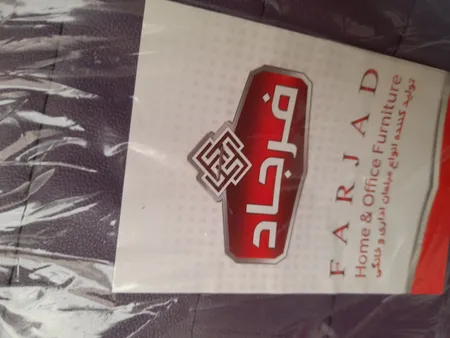 فرجاد
FARJAD
Home & Office Furniture
تولید کننده انواع مبلمان اداری و خانگی